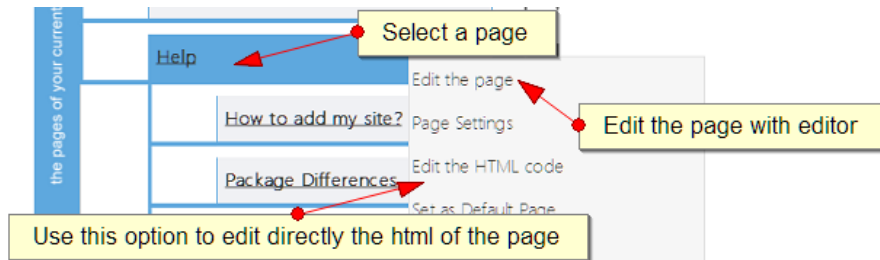 the pages of your current
Select a page
Help
Edit the page
How to add my site?
Page Settings
Edit the page with editor
Edit the HTML code
Package Differences
Set as Default Page
Use this option to edit directly the html of the page